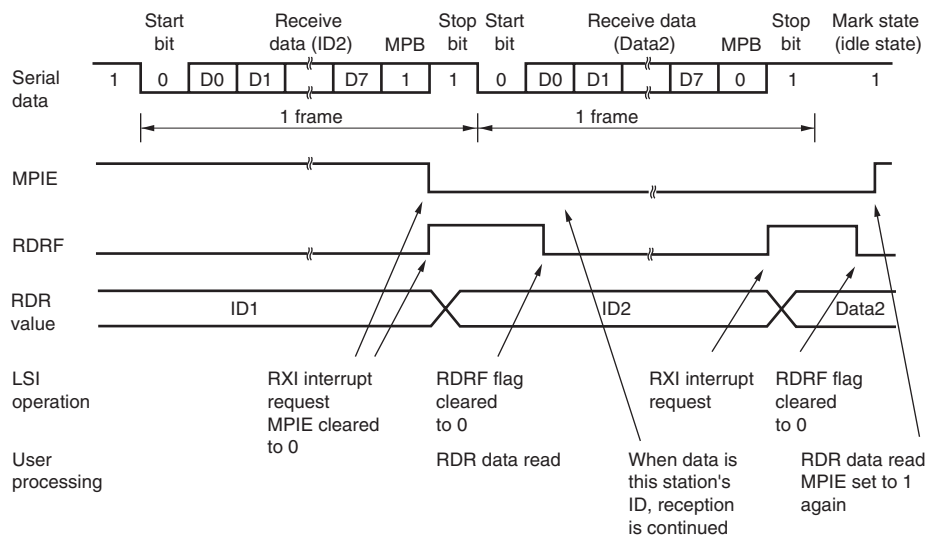 Start bit
Receive data (ID2)
MPB
Stop bit
Start bit
Receive data (Data2)
MPB
Stop bit
Mark state (idle state)
Serial data
1 0 D0 D1 D7 1 1 0 D0 D1 D7 0 1 1
1 frame
1 frame
MPIE
RDRF
RDR value
ID1
ID2
Data2
LSI operation
RXI interrupt request
MPIE cleared to 0
RDRF flag cleared to 0
RXI interrupt request
RDRF flag cleared to 0
User processing
RDR data read
When data is this station's ID, reception is continued
RDR data read
MPIE set to 1 again